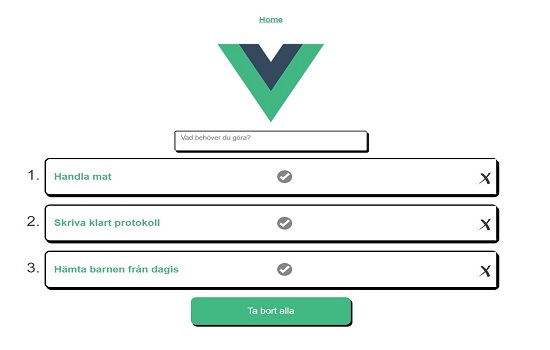 Home
Vad behöver du göra?
1. Handla mat X
2. Skriva klart protokoll X
3. Hämta barnen från dagis X
Ta bort alla